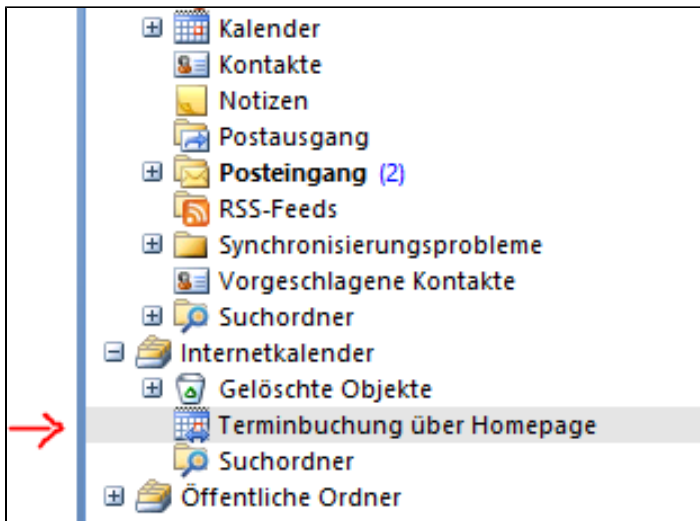 Kalender
Kontakte
Notizen
Postausgang
Posteingang (2)
RSS-Feeds
Synchronisierungsprobleme
Vorgeschlagene Kontakte
Suchordner
Internetkalender
Gelöschte Objekte
Terminbuchung über Homepage
Suchordner
Öffentliche Ordner